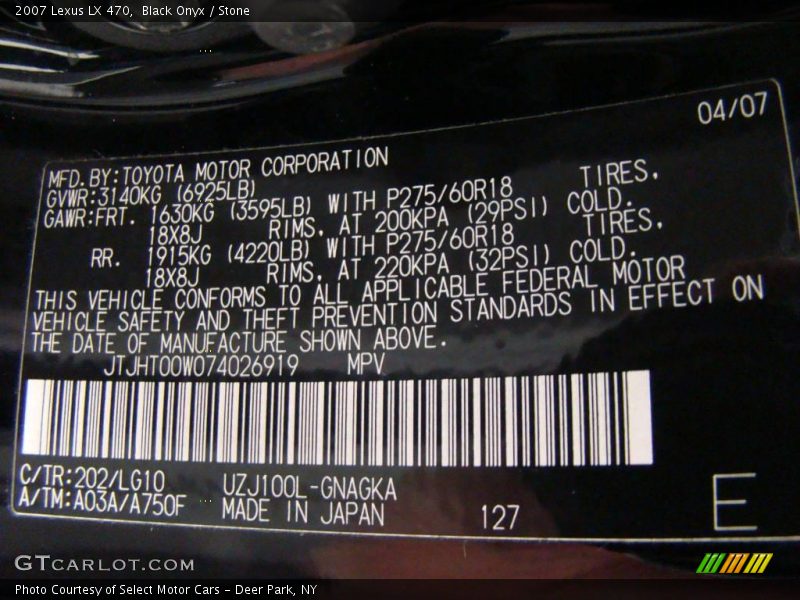 2007 Lexus LX 470, Black Onyx / Stone
04/07
MFD.BY:TOYOTA MOTOR CORPORATION
GVWR:3140KG (6925LB)
GAWR:FRT. 1630KG (3595LB) WITH P275/60R18 TIRES.
18X8J RIMS. AT 200KPA (29PSI) COLD.
RR. 1915KG (4220LB) WITH P275/60R18 TIRES.
18X8J RIMS. AT 220KPA (32PSI) COLD.
THIS VEHICLE CONFORMS TO ALL APPLICABLE FEDERAL MOTOR
VEHICLE SAFETY AND THEFT PREVENTION STANDARDS IN EFFECT ON
THE DATE OF MANUFACTURE SHOWN ABOVE.
JTJHT00W074026919 MPV
C/TR:202/LG10 UZJ100L-GNAGKA
A/TM:A03A/A750F MADE IN JAPAN 127 E
GTCARLOT.COM
Photo Courtesy of Select Motor Cars - Deer Park, NY